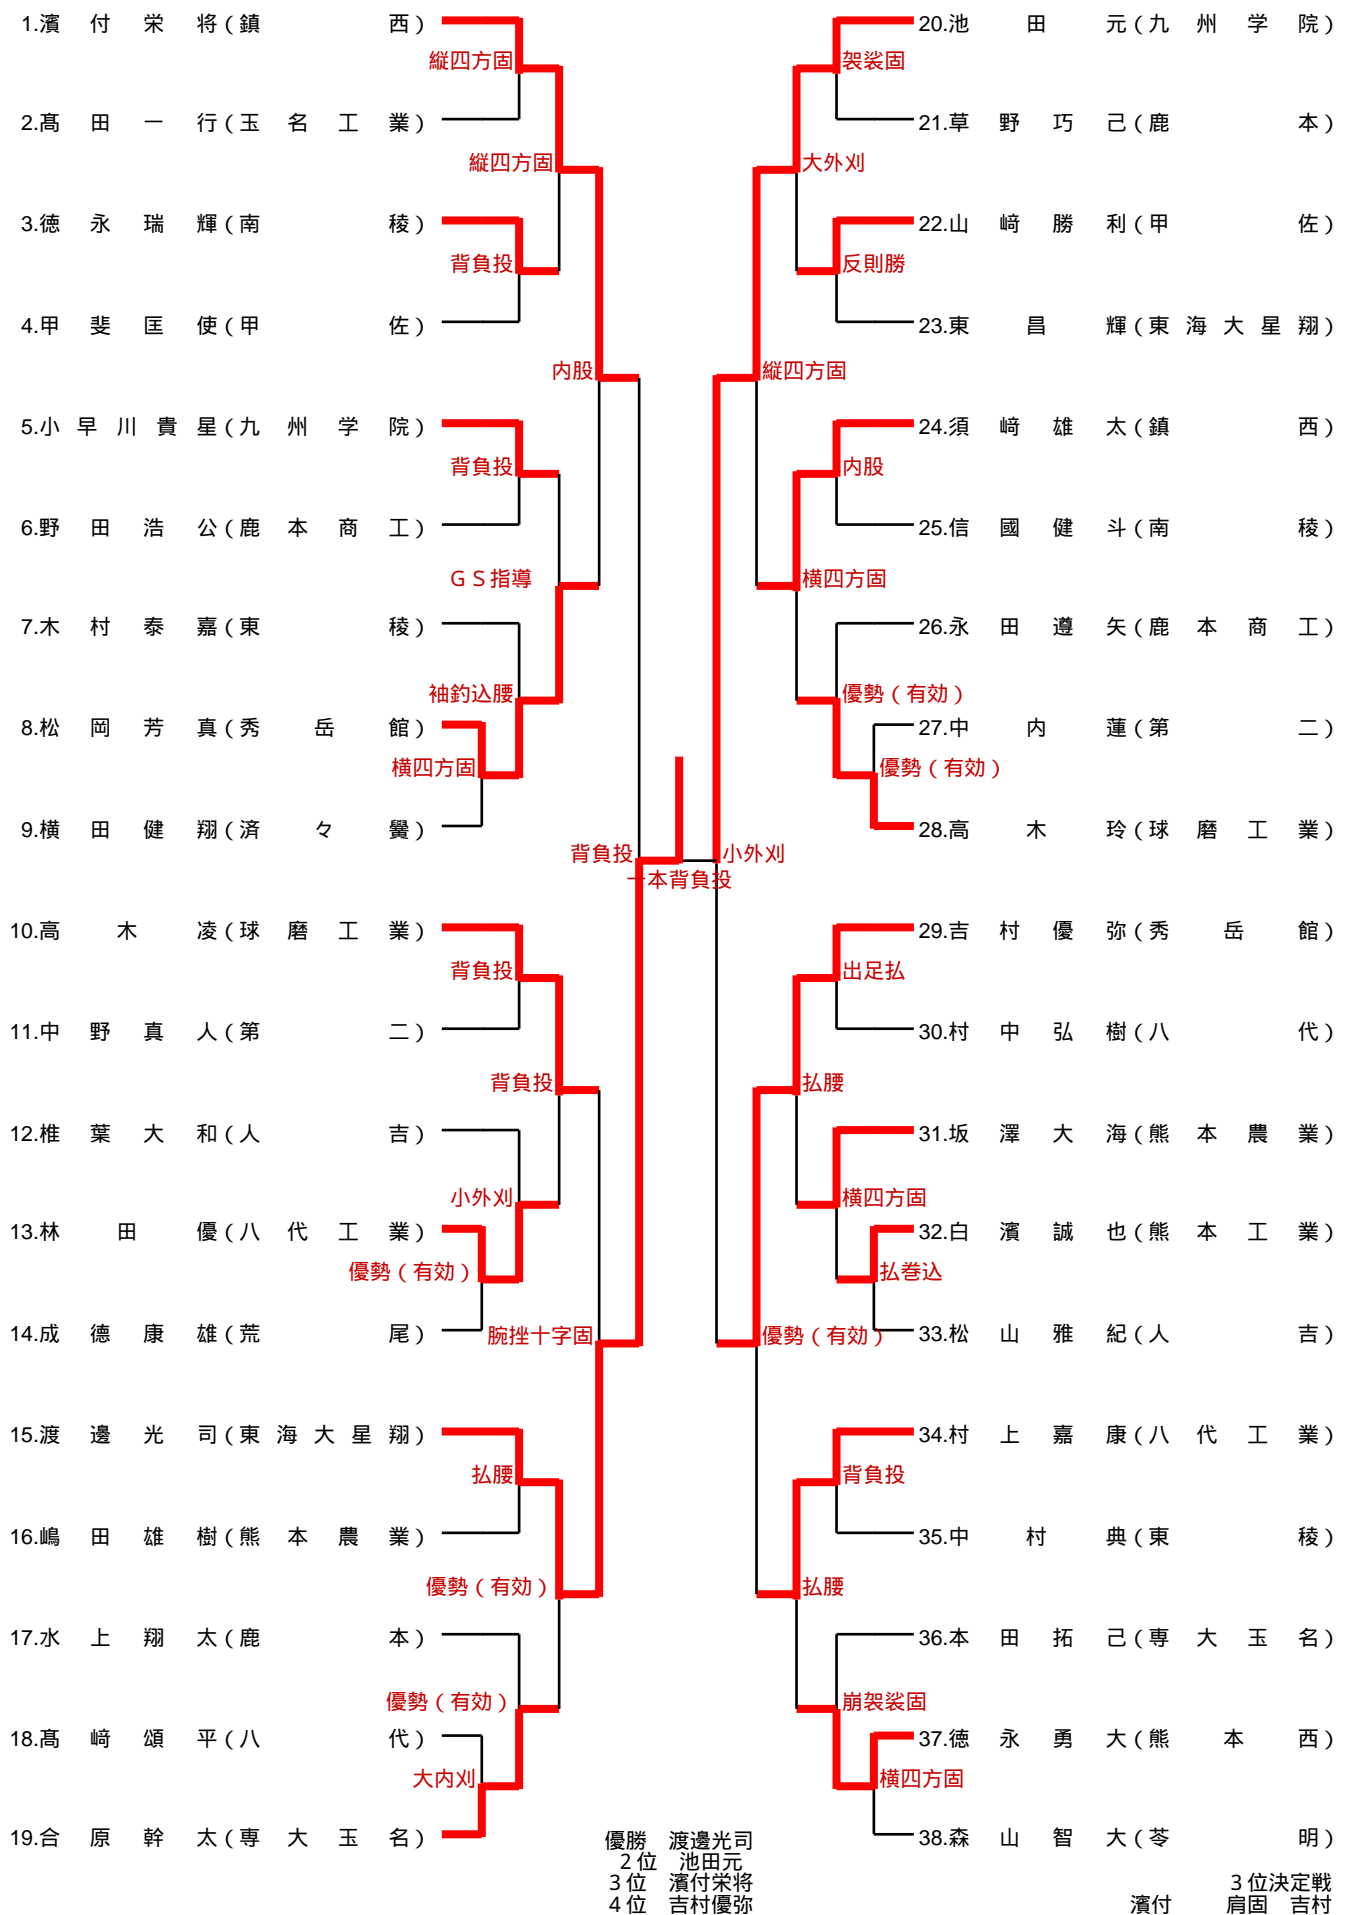 1.濱付栄将(鎮西)
縦四方固
2.髙田一行(玉名工業)
縦四方固
3.徳永瑞輝(南稜)
背負投
4.甲斐匡使(甲佐)
内股
5.小早川貴星(九州学院)
背負投
6.野田浩公(鹿本商工)
GS指導
7.木村泰嘉(東稜)
袖釣込腰
8.松岡芳真(秀岳館)
横四方固
9.横田健翔(済々黌)
背負投
一本背負投
10.高木凌(球磨工業)
背負投
11.中野真人(第二)
背負投
12.椎葉大和(人吉)
小外刈
13.林田優(八代工業)
優勢(有効)
14.成德康雄(荒尾)
腕挫十字固
15.渡邊光司(東海大星翔)
払腰
16.嶋田雄樹(熊本農業)
優勢(有効)
17.水上翔太(鹿本)
優勢(有効)
18.髙﨑頌平(八代)
大内刈
19.合原幹太(専大玉名)
20.池田元(九州学院)
袈裟固
21.草野巧己(鹿本)
大外刈
22.山﨑勝利(甲佐)
反則勝
23.東昌輝(東海大星翔)
縦四方固
24.須﨑雄太(鎮西)
内股
25.信國健斗(南稜)
横四方固
26.永田遵矢(鹿本商工)
優勢(有効)
27.中内蓮(第二)
優勢(有効)
28.高木玲(球磨工業)
小外刈
29.吉村優弥(秀岳館)
出足払
30.村中弘樹(八代)
払腰
31.坂澤大海(熊本農業)
横四方固
32.白濱誠也(熊本工業)
払巻込
33.松山雅紀(人吉)
優勢(有効)
34.村上嘉康(八代工業)
背負投
35.中村典(東稜)
払腰
36.本田拓己(専大玉名)
崩袈裟固
37.徳永勇大(熊本西)
横四方固
38.森山智大(苓明)
優勝 渡邊光司
2位 池田元
3位 濱付栄将
4位 吉村優弥
3位決定戦
濱付 肩固 吉村